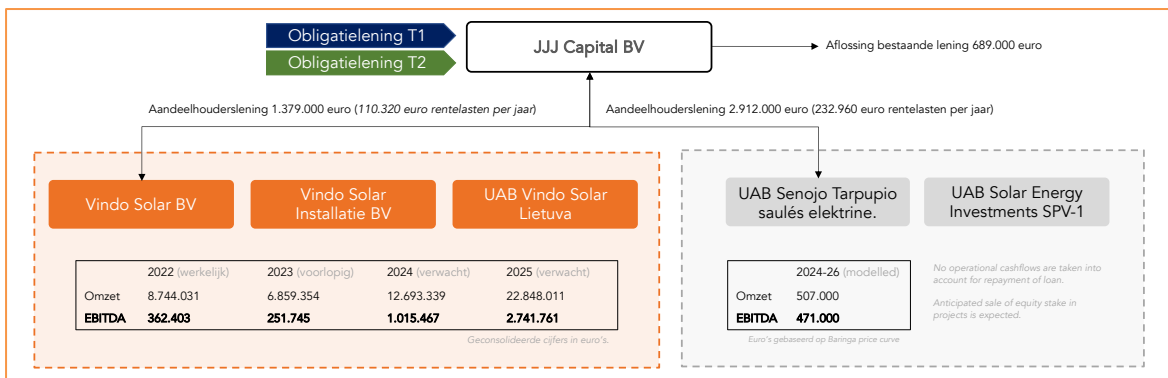 Obligatielening T1
JJJ Capital BV
Aflossing bestaande lening 689.000 euro
Obligatielening T2
Aandeelhouderslening 1.379.000 euro (110.320 euro rentelasten per jaar)
Aandeelhouderslening 2.912.000 euro (232.960 euro rentelasten per jaar)
Vindo Solar BV
Vindo Solar
Installatie BV
UAB Vindo Solar
Lietuva
UAB Senojo Tarpupio
saulés elektrine.
UAB Solar Energy
Investments SPV-1
2022 (werkelijk) 2023 (voorlopig) 2024 (verwacht) 2025 (verwacht)
Omzet 8.744.031 6.859.354 12.693.339 22.848.011
EBITDA 362.403 251.745 1.015.467 2.741.761
Geconsolideerde cijfers in euro's.
2024-26 (modelled)
Omzet 507.000
EBITDA 471.000
Euro's gebaseerd op Baringa price curve
No operational cashflows are taken into
account for repayment of loan.
Anticipated sale of equity stake in
projects is expected.